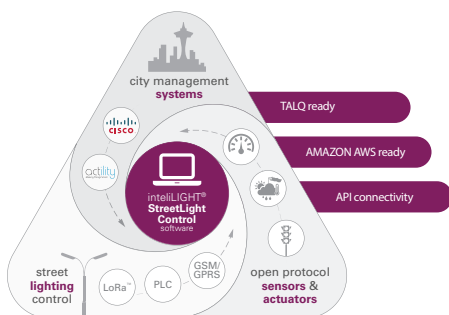 city management
systems
TALQ ready
CISCO
AMAZON AWS ready
actility
inteliLIGHT®
StreetLight
Control
software
API connectivity
street
lighting
control
LoRa™
PLC
GSM/
GPRS
open protocol
sensors &
actuators